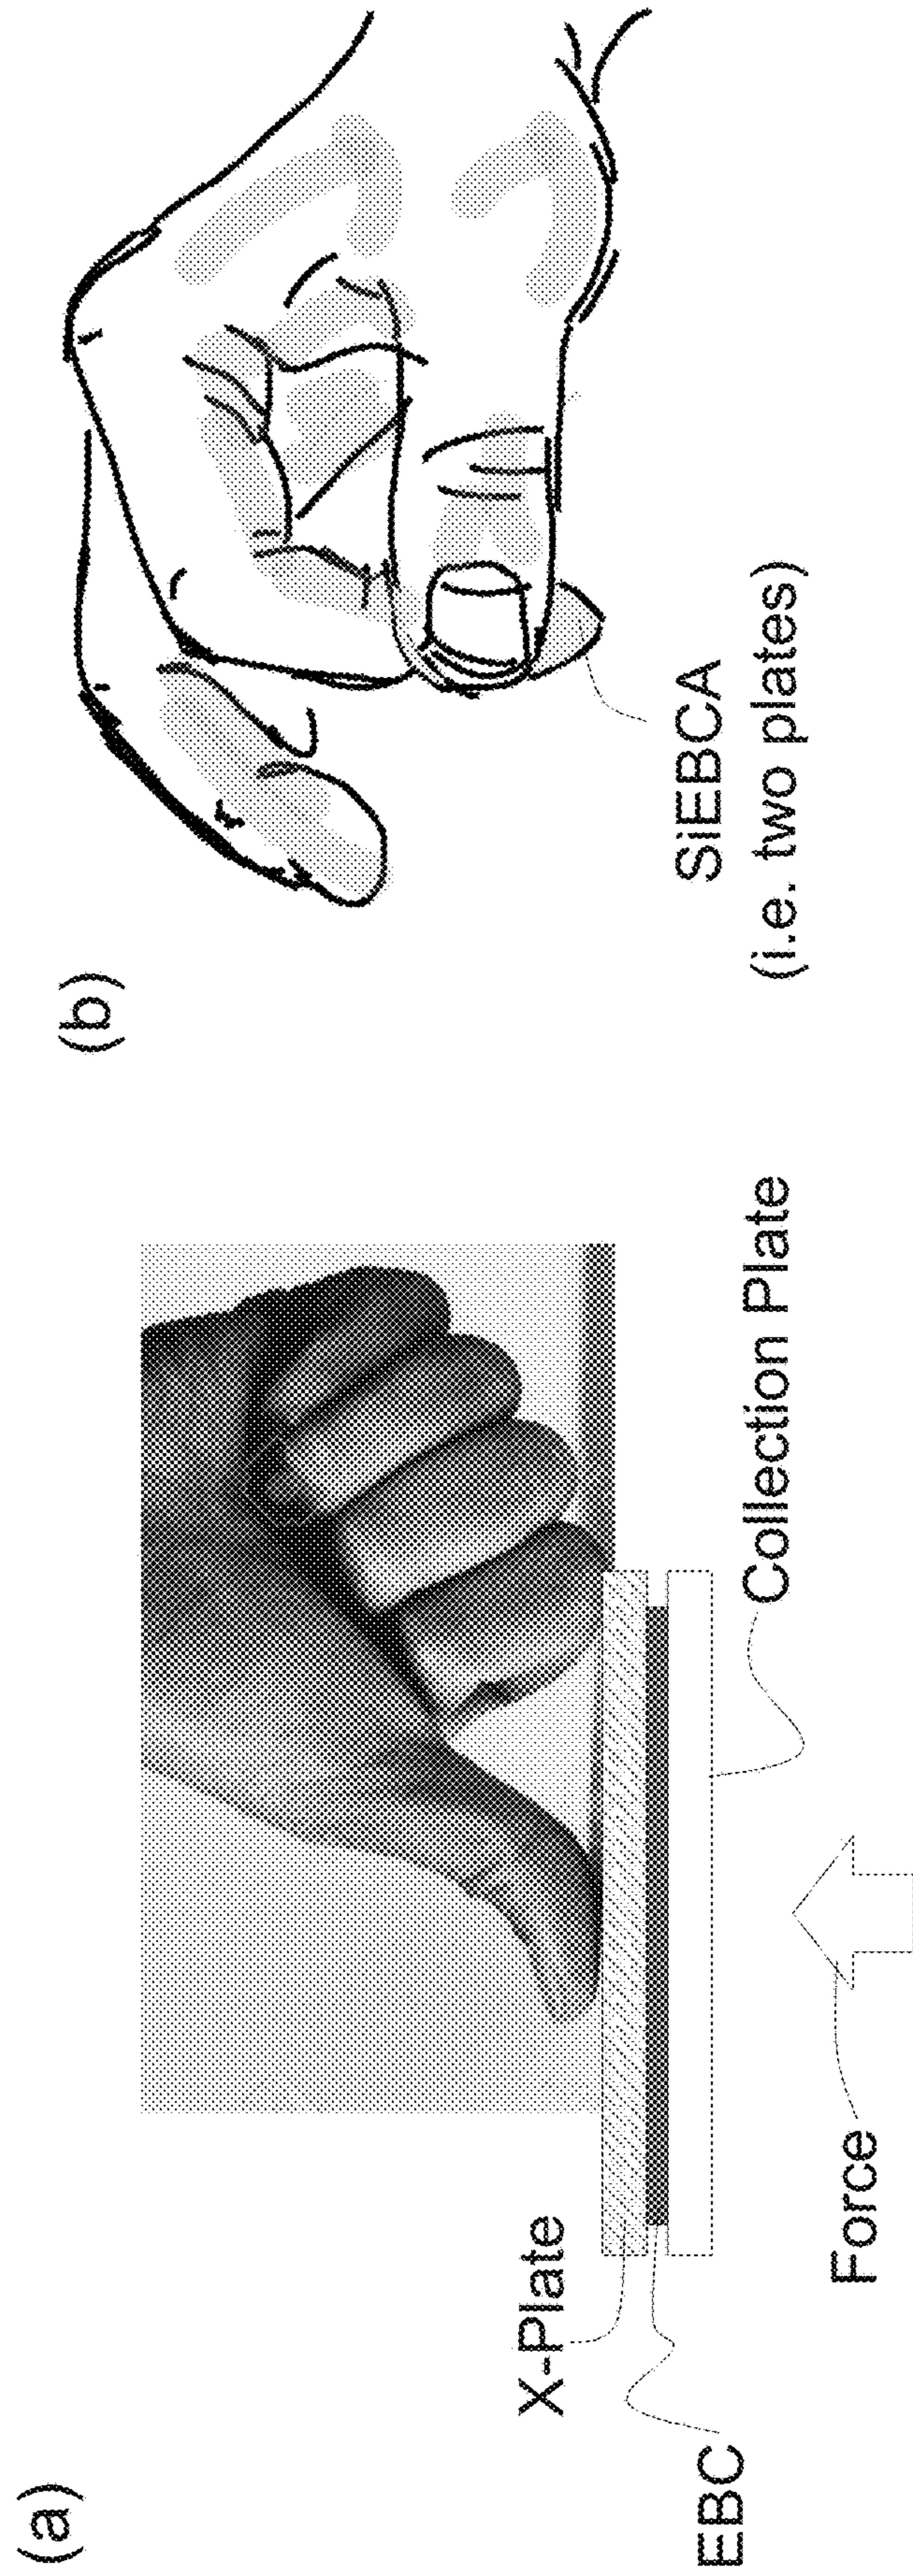 (a)
X-Plate
EBC
Force
Collection Plate
(b)
SiEBCA
(i.e. two plates)